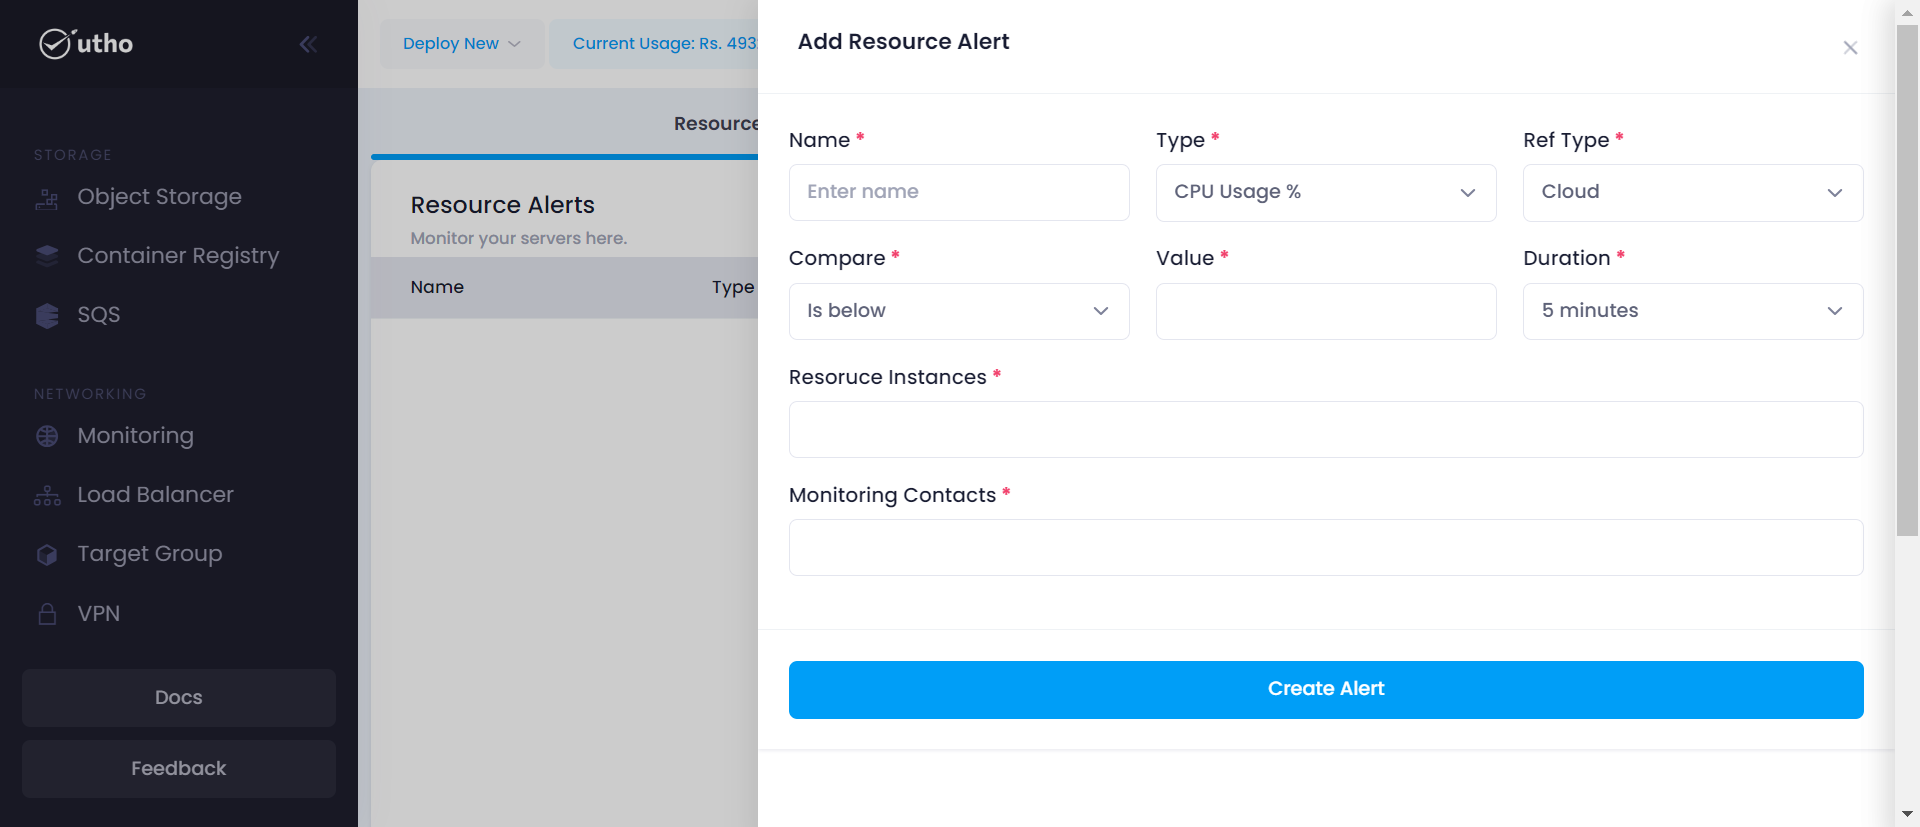 utho
STORAGE
Object Storage
Container Registry
SQS
NETWORKING
Monitoring
Load Balancer
Target Group
VPN
Docs
Feedback
Deploy New
Current Usage: Rs. 493
Resource
Resource Alerts
Monitor your servers here.
Name Type
Add Resource Alert
Name * Type * Ref Type *
Enter name CPU Usage % Cloud
Compare * Value * Duration *
Is below 5 minutes
Resoruce Instances *
Monitoring Contacts *
Create Alert